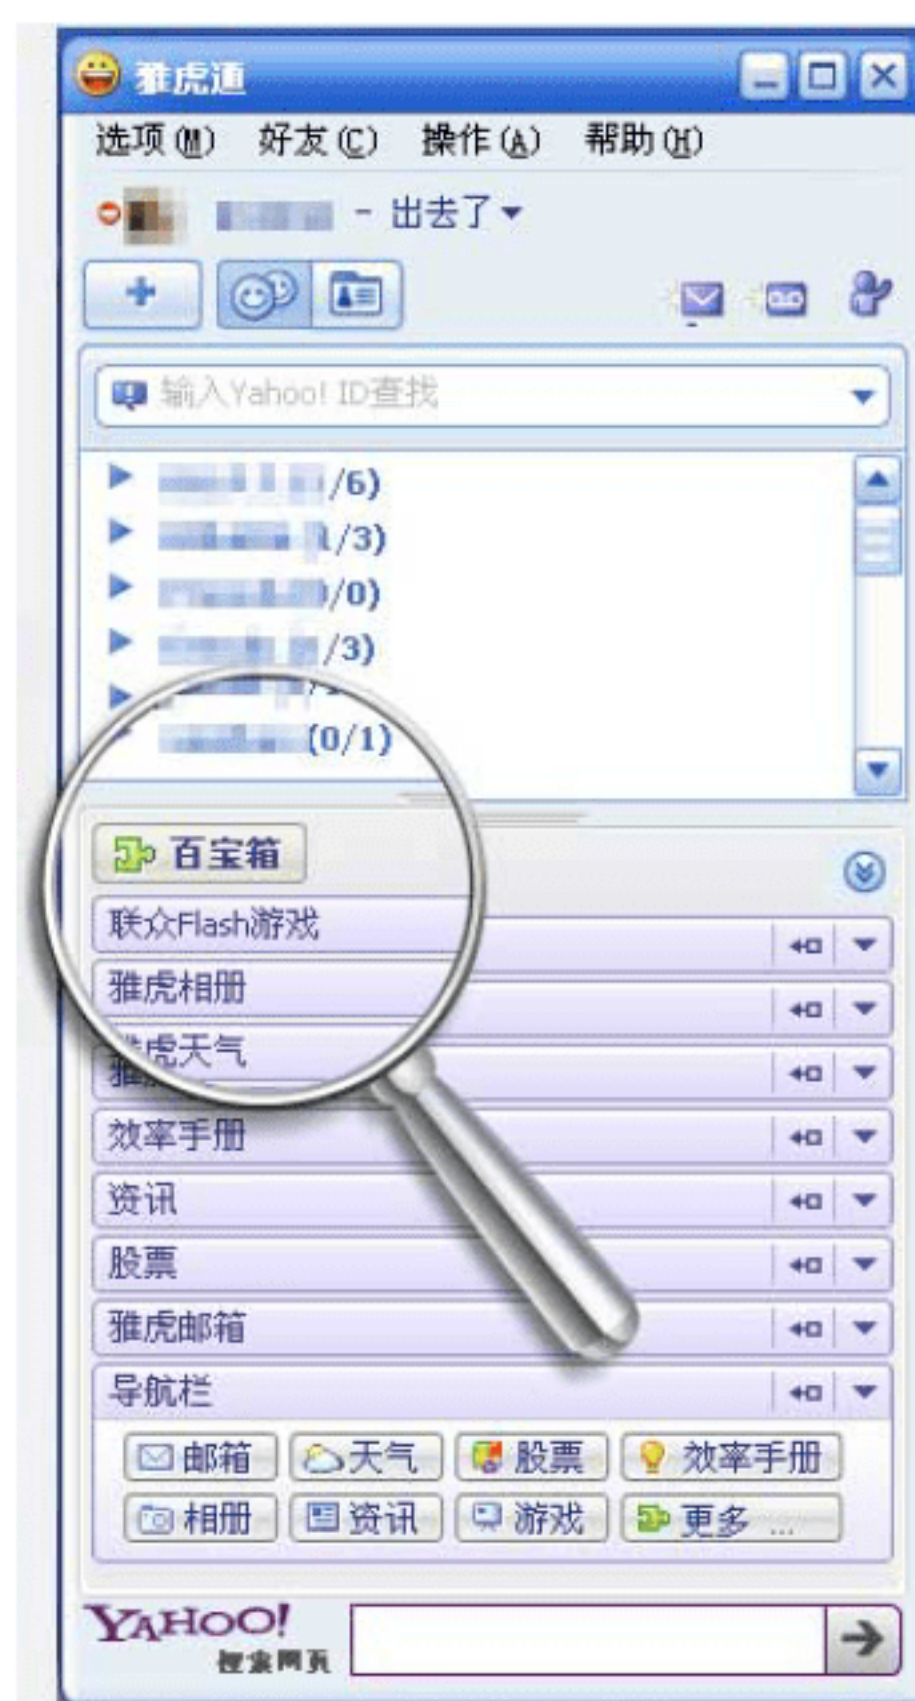 雅虎通
选项(M) 好友(C) 操作(A) 帮助(H)
- 出去了
输入Yahoo! ID查找
/6)
1/3)
/0)
/3)
(0/1)
百宝箱
联众Flash游戏
雅虎相册
雅虎天气
效率手册
资讯
股票
雅虎邮箱
导航栏
邮箱 天气 股票 效率手册
相册 资讯 游戏 更多 ...
YAHOO!
搜索网页